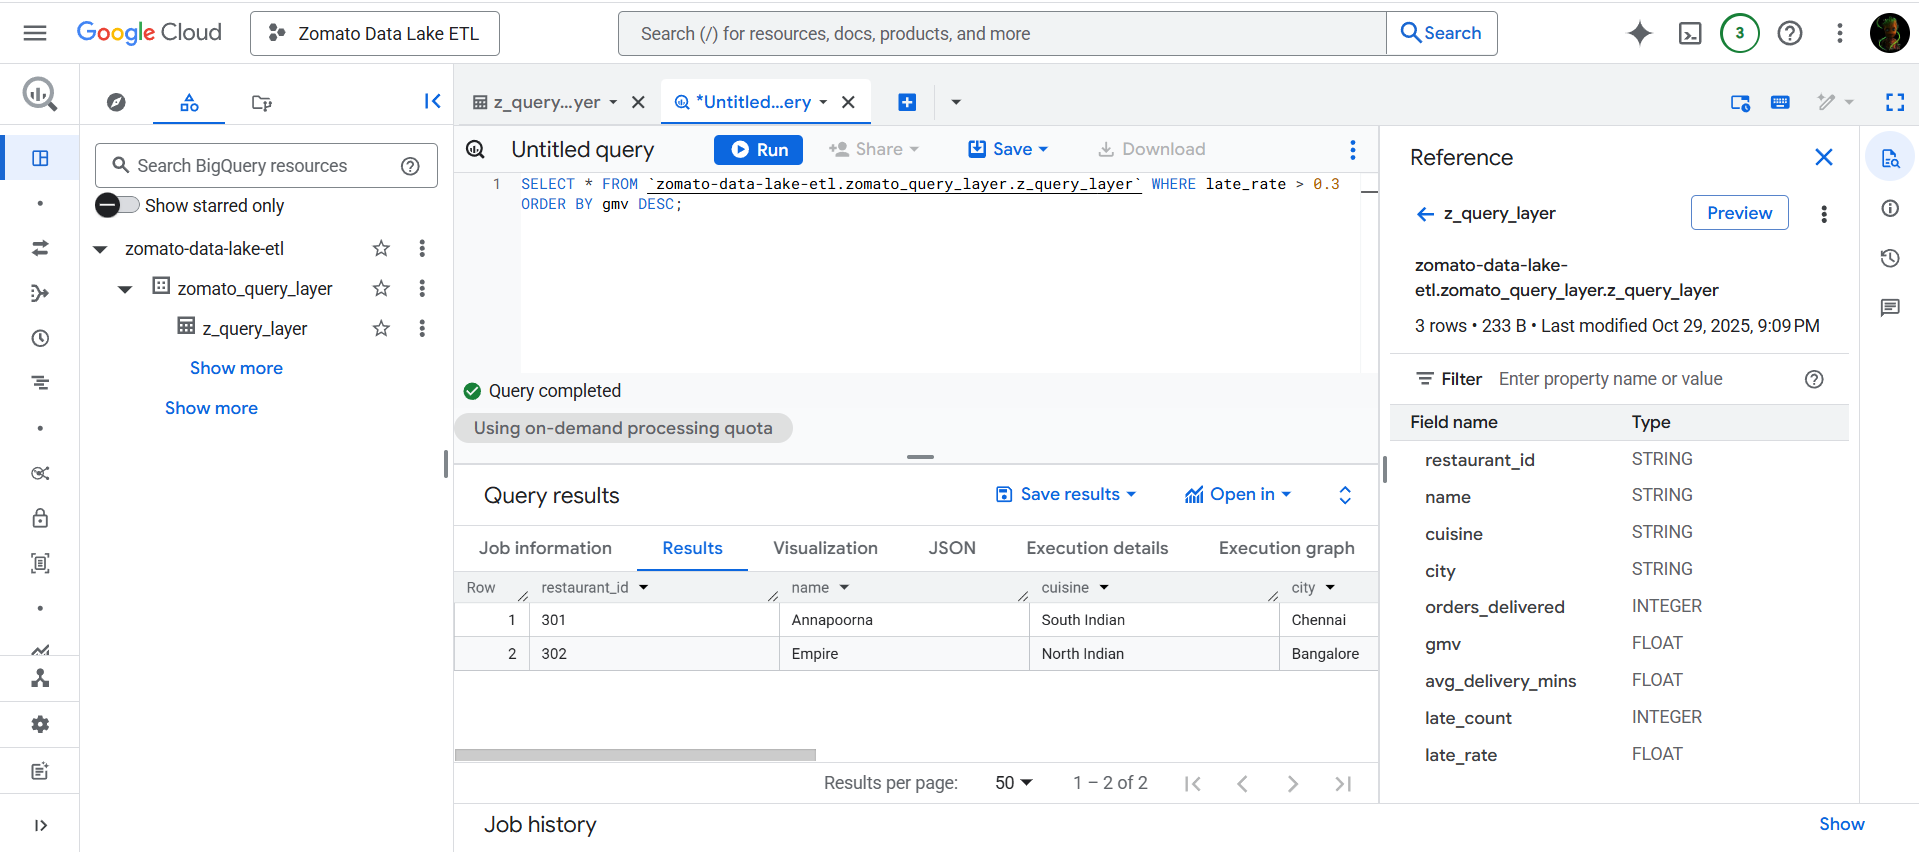 Google Cloud
Zomato Data Lake ETL
Search (/) for resources, docs, products, and more
Search
3
z_query...yer
*Untitled...ery
Search BigQuery resources
Show starred only
zomato-data-lake-etl
zomato_query_layer
z_query_layer
Show more
Show more
Untitled query
Run
Share
Save
Download
1
SELECT * FROM `zomato-data-lake-etl.zomato_query_layer.z_query_layer` WHERE late_rate > 0.3
ORDER BY gmv DESC;
Query completed
Using on-demand processing quota
Query results
Save results
Open in
Job information
Results
Visualization
JSON
Execution details
Execution graph
Row restaurant_id name cuisine city
1 301 Annapoorna South Indian Chennai
2 302 Empire North Indian Bangalore
Results per page: 50 1 – 2 of 2
Job history
Show
Reference
z_query_layer
Preview
zomato-data-lake-
etl.zomato_query_layer.z_query_layer
3 rows • 233 B • Last modified Oct 29, 2025, 9:09 PM
Filter Enter property name or value
Field name Type
restaurant_id STRING
name STRING
cuisine STRING
city STRING
orders_delivered INTEGER
gmv FLOAT
avg_delivery_mins FLOAT
late_count INTEGER
late_rate FLOAT